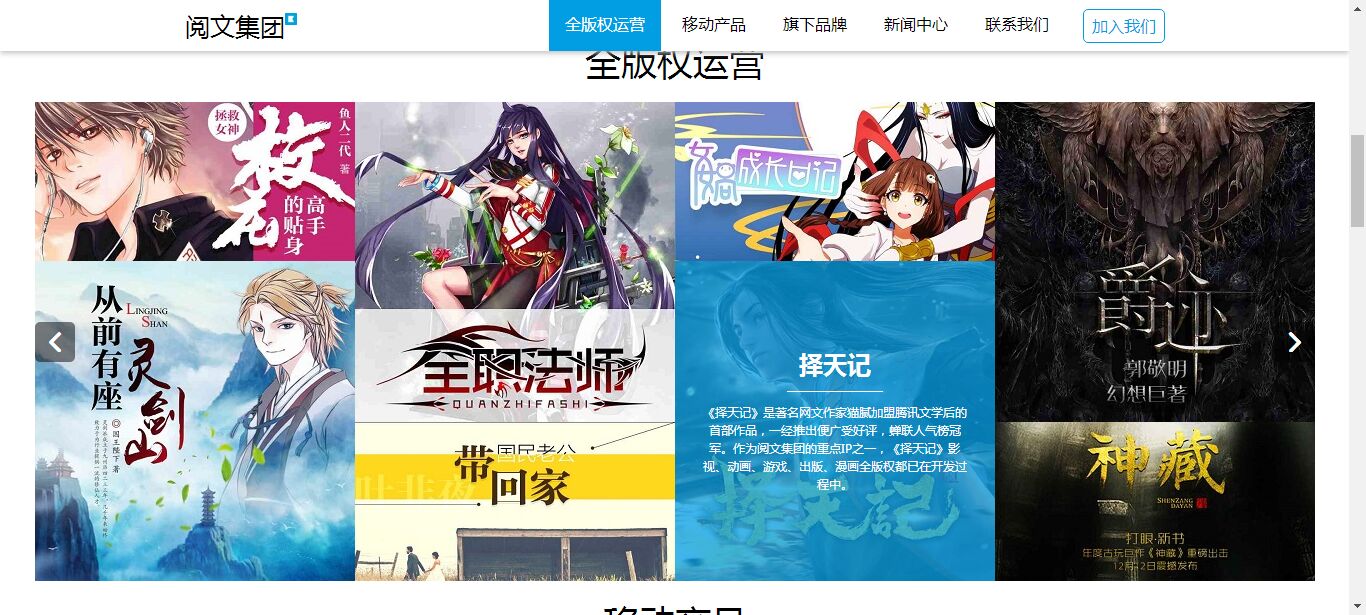 阅文集团
全版权运营
移动产品
旗下品牌
新闻中心
联系我们
加入我们
全版权运营
拯救
女神
校花
的贴身
高手
鱼人二代 著
从前有座
灵剑山
LINGJING
SHAN
国王陛下 著
全职法师
QUANZHIFASHI
国民老公
带回家
叶非夜
女娲成长日记
择天记
《择天记》是著名网文作家猫腻加盟腾讯文学后的
首部作品，一经推出便广受好评，蝉联人气榜冠
军。作为阅文集团的重点IP之一，《择天记》影
视、动画、游戏、出版、漫画全版权都已在开发过
程中。
择天記
爵迹
郭敬明
幻想巨著
神藏
SHENZANG
DAYAN
打眼·新书
年度古玩巨作《神藏》重磅出击
12月12日震撼发布